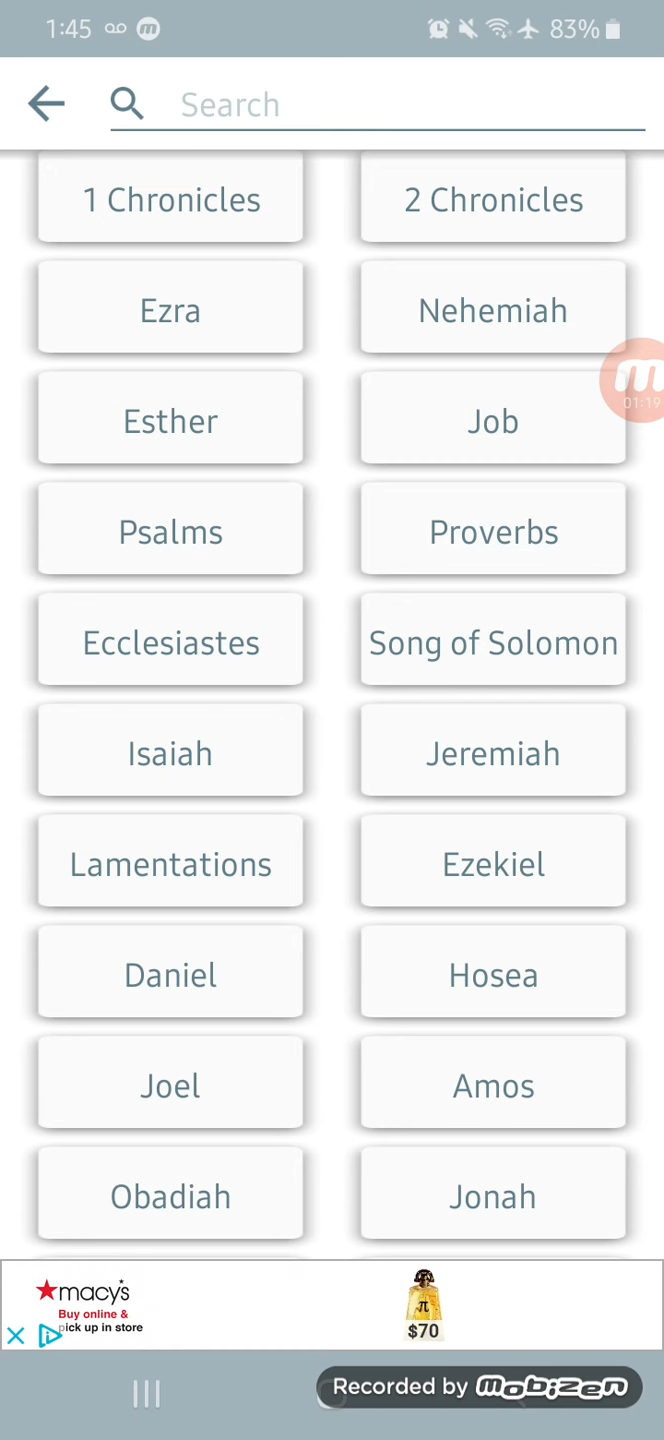 1:45 83%
Search
1 Chronicles 2 Chronicles
Ezra Nehemiah
01:19
Esther Job
Psalms Proverbs
Ecclesiastes Song of Solomon
Isaiah Jeremiah
Lamentations Ezekiel
Daniel Hosea
Joel Amos
Obadiah Jonah
macy's
Buy online &
pick up in store
π
$70
Recorded by mobizen